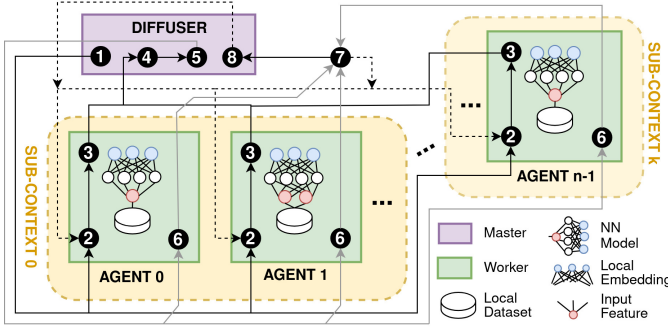 DIFFUSER
1 4 5 8 7
SUB-CONTEXT 0
3
2
6
AGENT 0
3
2
6
AGENT 1
...
...
SUB-CONTEXT k
...
3
2
6
AGENT n-1
Master
Worker
Local
Dataset
NN
Model
Local
Embedding
Input
Feature